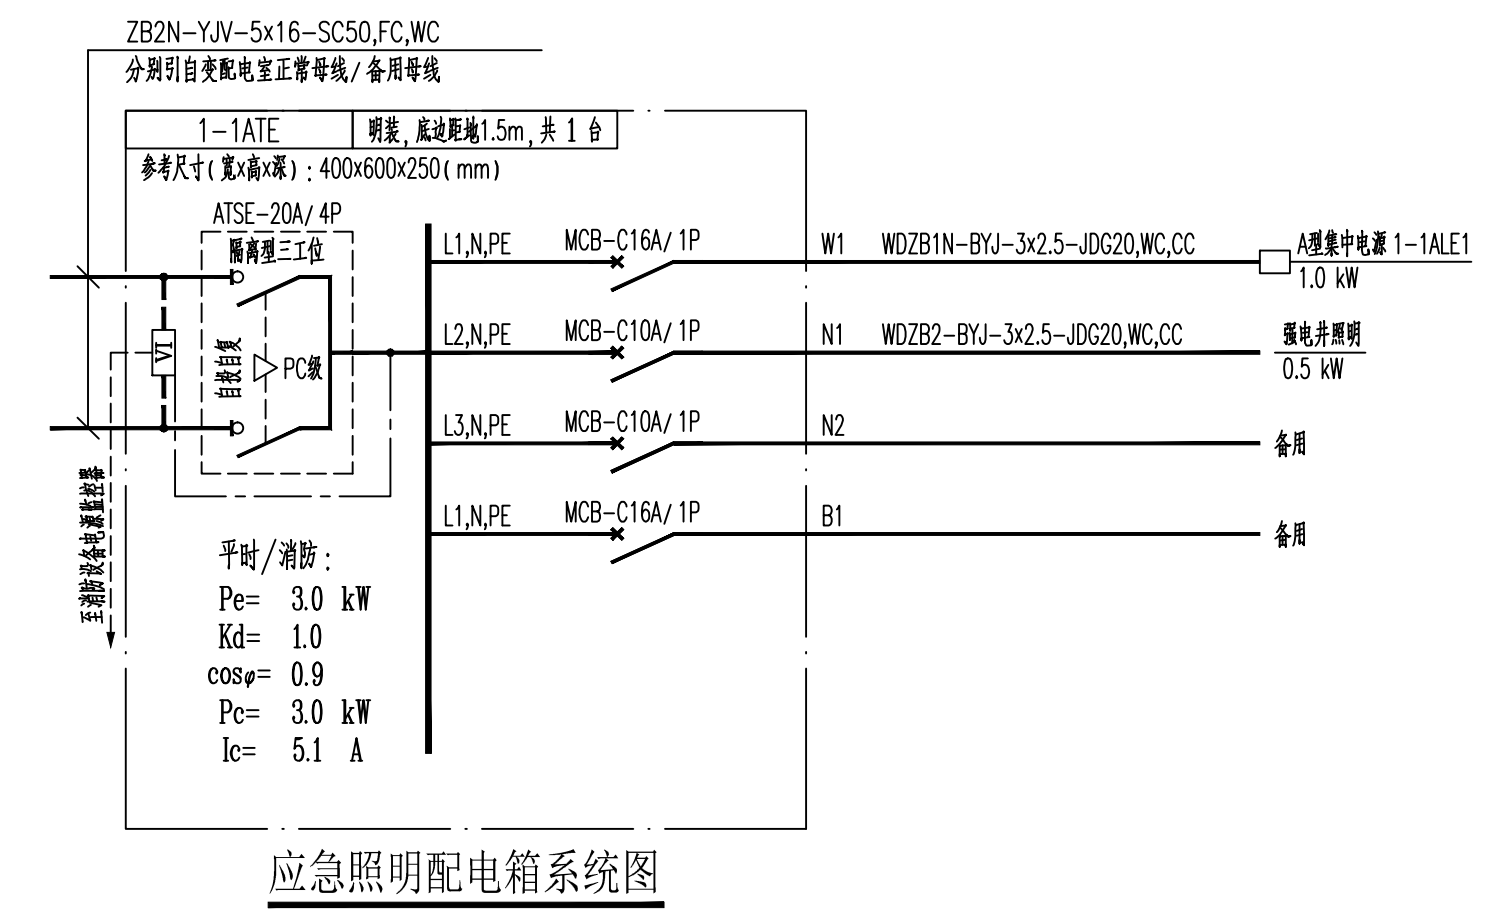 ZB2N-YJV-5x16-SC50,FC,WC
分别引自变配电室正常母线/备用母线
1-1ATE
明装,底边距地1.5m,共 1 台
参考尺寸(宽x高x深):400x600x250(mm)
ATSE-20A/4P
隔离型三工位
自投自复
PC级
VI
至消防设备电源监控器
L1,N,PE MCB-C16A/1P W1 WDZB1N-BYJ-3x2.5-JDG20,WC,CC A型集中电源 1-1ALE1
1.0 kW
L2,N,PE MCB-C10A/1P N1 WDZB2-BYJ-3x2.5-JDG20,WC,CC 强电井照明
0.5 kW
L3,N,PE MCB-C10A/1P N2 备用
L1,N,PE MCB-C16A/1P B1 备用
平时/消防:
Pe= 3.0 kW
Kd= 1.0
cosφ= 0.9
Pc= 3.0 kW
Ic= 5.1 A
应急照明配电箱系统图